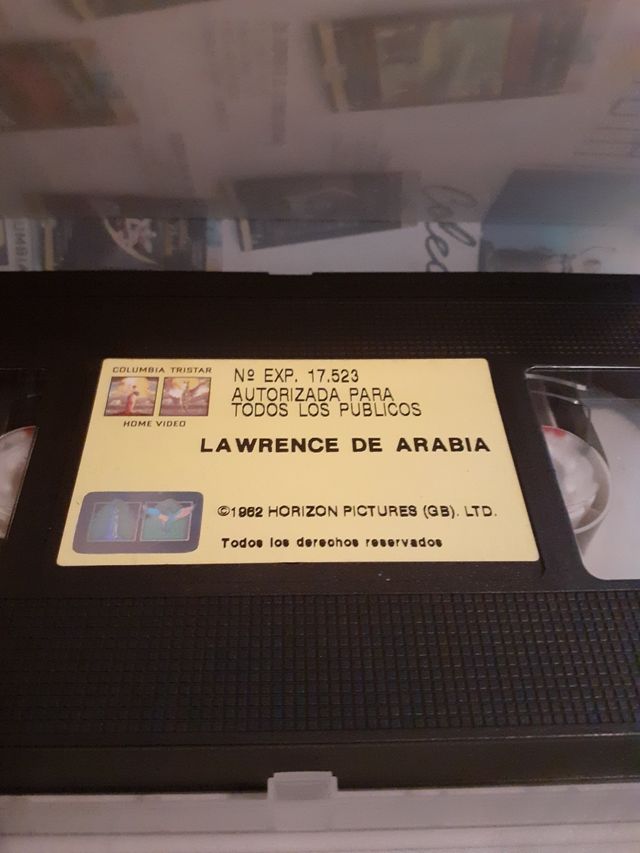 Colec
COLUMBIA TRISTAR
HOME VIDEO
Nº EXP. 17.523
AUTORIZADA PARA
TODOS LOS PUBLICOS
LAWRENCE DE ARABIA
©1962 HORIZON PICTURES (GB). LTD.
Todos los derechos reservados